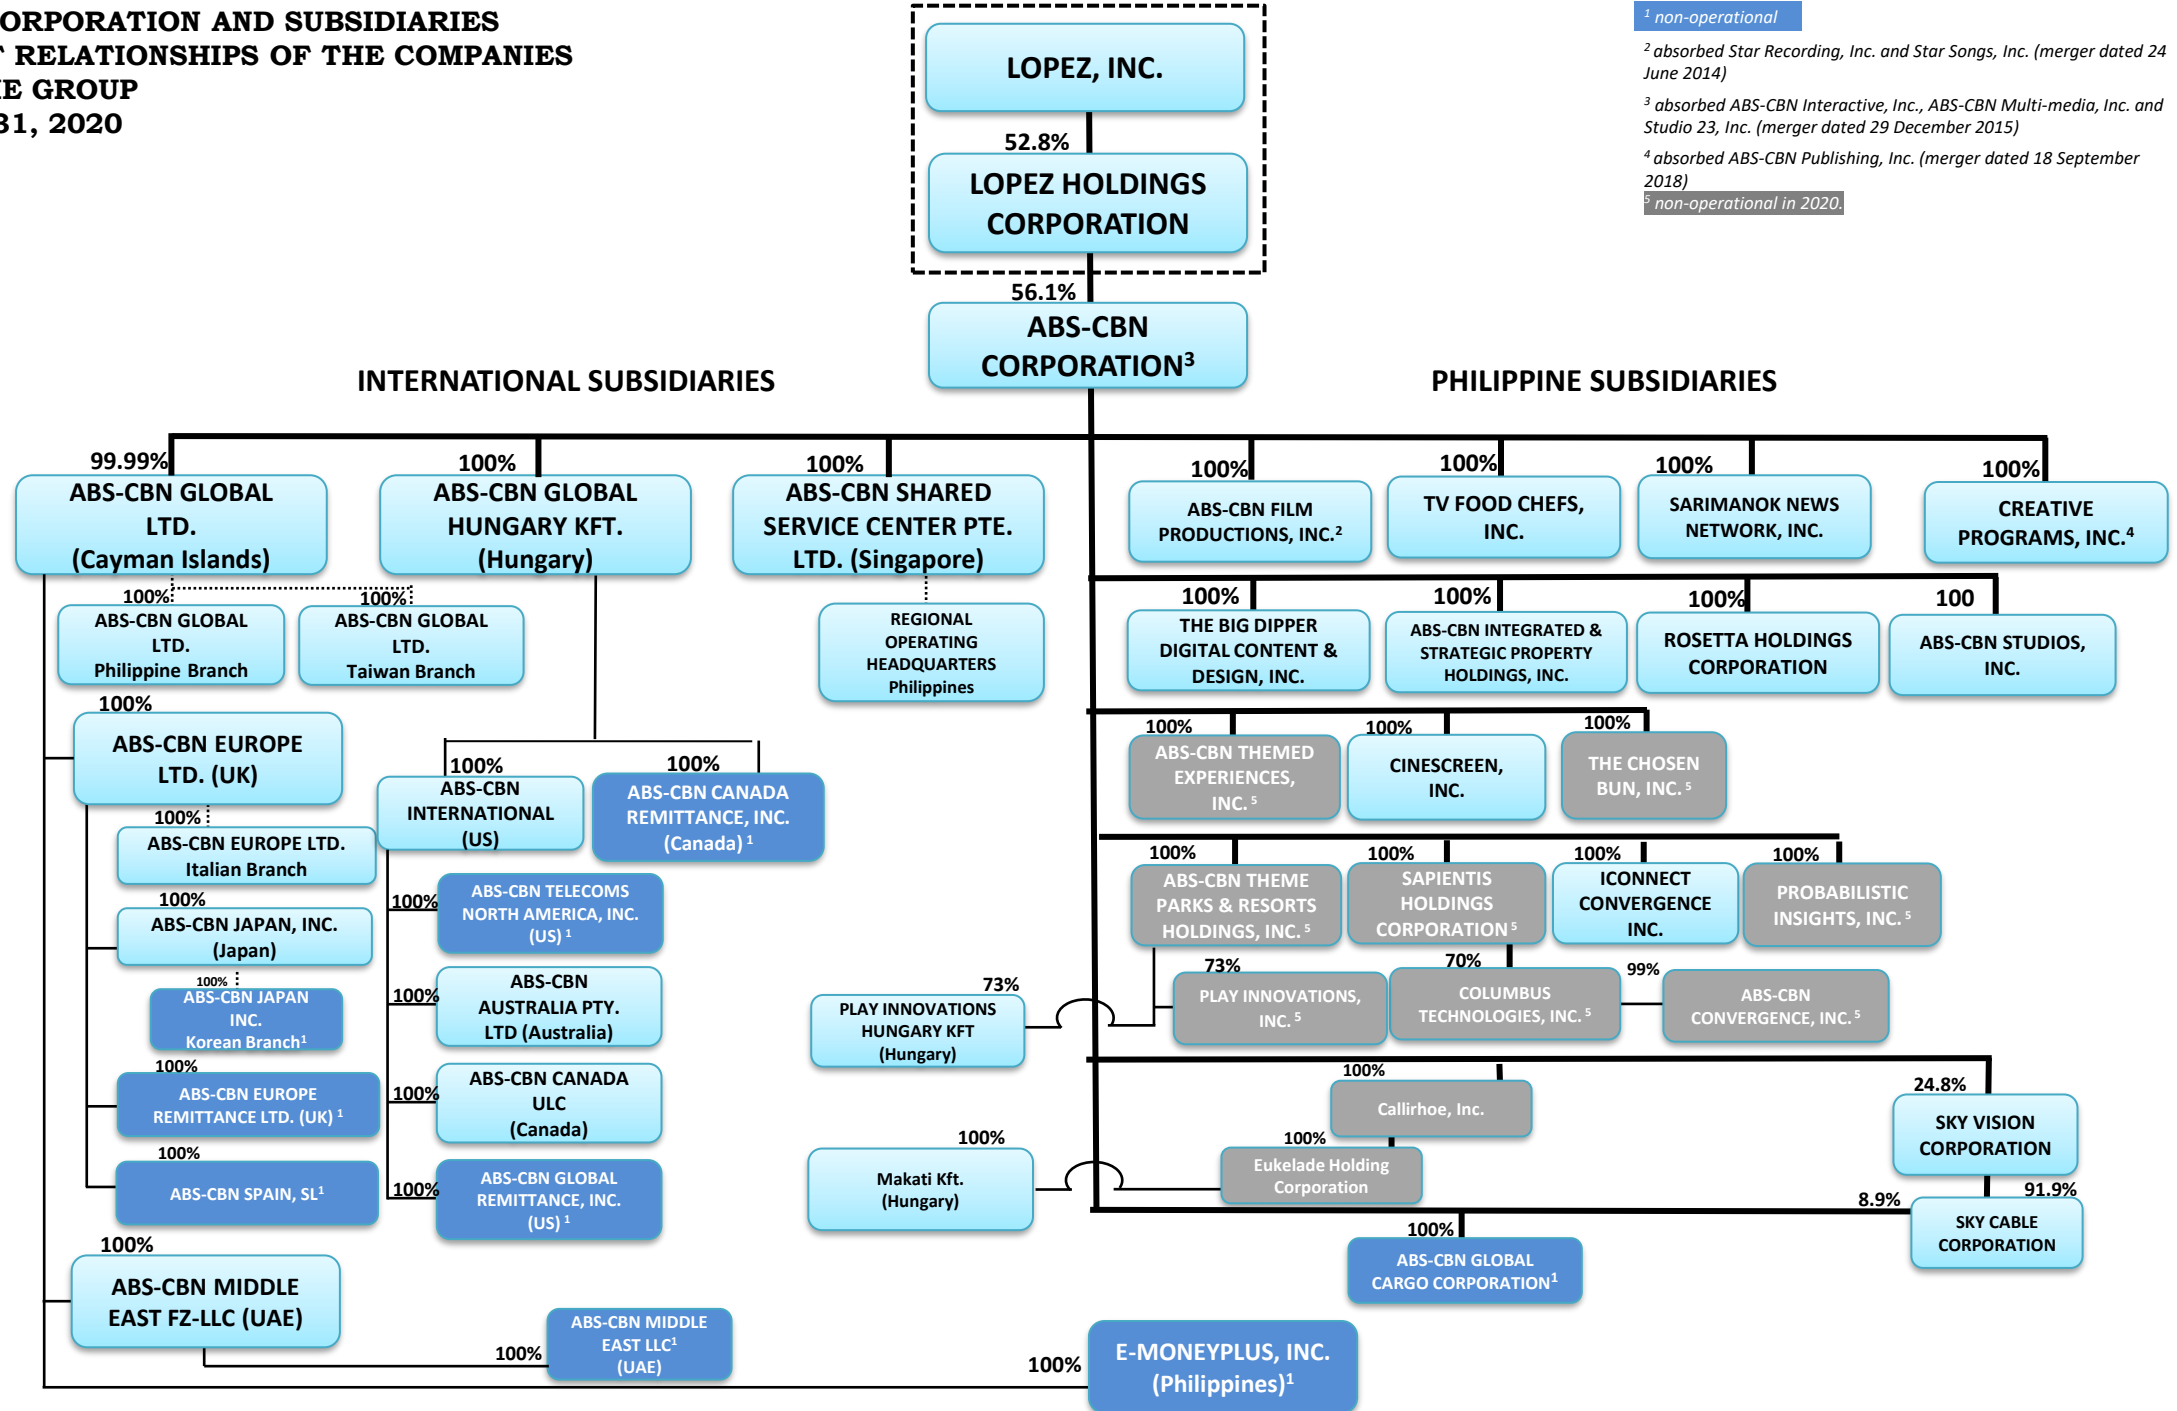 ORPORATION AND SUBSIDIARIES
RELATIONSHIPS OF THE COMPANIES
E GROUP
31, 2020
1 non-operational
2 absorbed Star Recording, Inc. and Star Songs, Inc. (merger dated 24
June 2014)
3 absorbed ABS-CBN Interactive, Inc., ABS-CBN Multi-media, Inc. and
Studio 23, Inc. (merger dated 29 December 2015)
4 absorbed ABS-CBN Publishing, Inc. (merger dated 18 September
2018)
5 non-operational in 2020.
LOPEZ, INC.
52.8%
LOPEZ HOLDINGS
CORPORATION
56.1%
ABS-CBN
CORPORATION3
INTERNATIONAL SUBSIDIARIES
PHILIPPINE SUBSIDIARIES
99.99%
ABS-CBN GLOBAL
LTD.
(Cayman Islands)
100%
ABS-CBN GLOBAL
HUNGARY KFT.
(Hungary)
100%
ABS-CBN SHARED
SERVICE CENTER PTE.
LTD. (Singapore)
100%
ABS-CBN FILM
PRODUCTIONS, INC.2
100%
TV FOOD CHEFS,
INC.
100%
SARIMANOK NEWS
NETWORK, INC.
100%
CREATIVE
PROGRAMS, INC.4
100%
ABS-CBN GLOBAL
LTD.
Philippine Branch
100%
ABS-CBN GLOBAL
LTD.
Taiwan Branch
REGIONAL
OPERATING
HEADQUARTERS
Philippines
100%
THE BIG DIPPER
DIGITAL CONTENT &
DESIGN, INC.
100%
ABS-CBN INTEGRATED &
STRATEGIC PROPERTY
HOLDINGS, INC.
100%
ROSETTA HOLDINGS
CORPORATION
100
ABS-CBN STUDIOS,
INC.
100%
ABS-CBN EUROPE
LTD. (UK)
100%
ABS-CBN
INTERNATIONAL
(US)
100%
ABS-CBN CANADA
REMITTANCE, INC.
(Canada) 1
100%
ABS-CBN THEMED
EXPERIENCES,
INC. 5
100%
CINESCREEN,
INC.
100%
THE CHOSEN
BUN, INC. 5
100%
ABS-CBN EUROPE LTD.
Italian Branch
100%
ABS-CBN JAPAN, INC.
(Japan)
100%
ABS-CBN JAPAN
INC.
Korean Branch1
100%
ABS-CBN EUROPE
REMITTANCE LTD. (UK) 1
100%
ABS-CBN SPAIN, SL1
100%
ABS-CBN TELECOMS
NORTH AMERICA, INC.
(US) 1
100%
ABS-CBN
AUSTRALIA PTY.
LTD (Australia)
100%
ABS-CBN CANADA
ULC
(Canada)
100%
ABS-CBN GLOBAL
REMITTANCE, INC.
(US) 1
100%
ABS-CBN THEME
PARKS & RESORTS
HOLDINGS, INC. 5
100%
SAPIENTIS
HOLDINGS
CORPORATION 5
100%
ICONNECT
CONVERGENCE
INC.
100%
PROBABILISTIC
INSIGHTS, INC. 5
73%
PLAY INNOVATIONS
HUNGARY KFT
(Hungary)
73%
PLAY INNOVATIONS,
INC. 5
70%
COLUMBUS
TECHNOLOGIES, INC. 5
99%
ABS-CBN
CONVERGENCE, INC. 5
100%
Callirhoe, Inc.
24.8%
SKY VISION
CORPORATION
100%
Makati Kft.
(Hungary)
100%
Eukelade Holding
Corporation
8.9%
91.9%
SKY CABLE
CORPORATION
100%
ABS-CBN GLOBAL
CARGO CORPORATION1
100%
ABS-CBN MIDDLE
EAST FZ-LLC (UAE)
100%
ABS-CBN MIDDLE
EAST LLC1
(UAE)
100%
E-MONEYPLUS, INC.
(Philippines)1